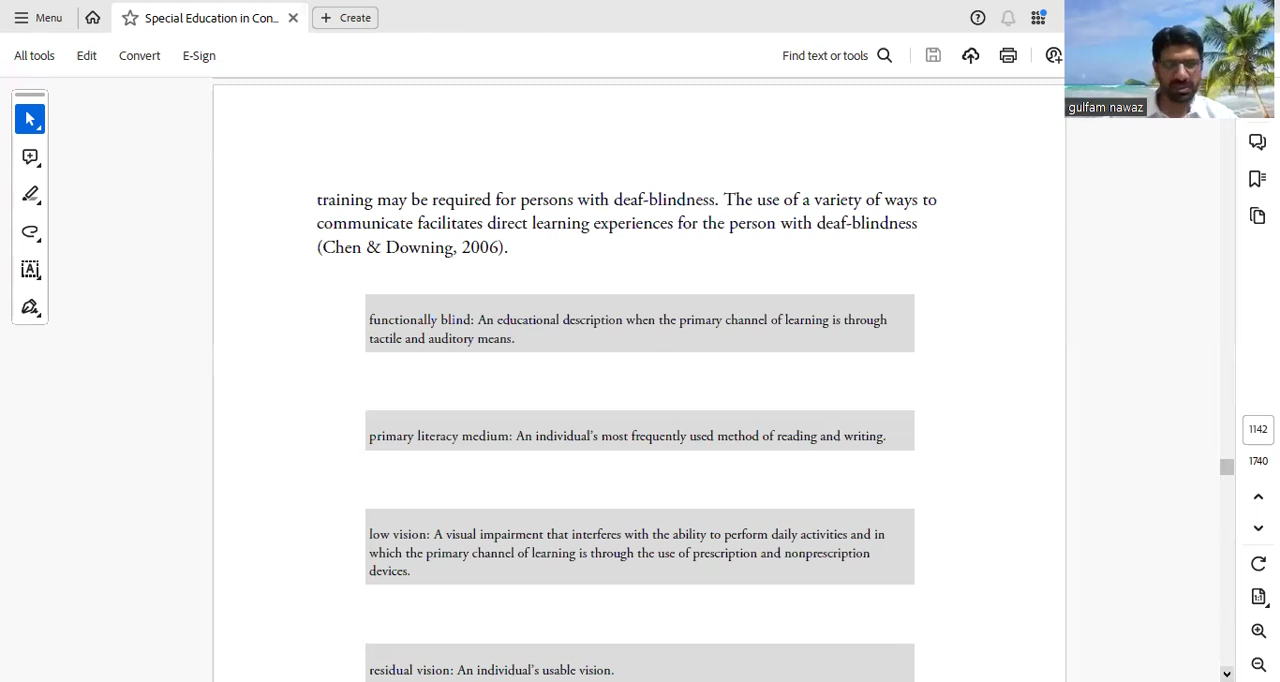 Menu
Special Education in Con...
Create
All tools
Edit
Convert
E-Sign
Find text or tools
gulfam nawaz
training may be required for persons with deaf-blindness. The use of a variety of ways to
communicate facilitates direct learning experiences for the person with deaf-blindness
(Chen & Downing, 2006).
functionally blind: An educational description when the primary channel of learning is through
tactile and auditory means.
primary literacy medium: An individual’s most frequently used method of reading and writing.
low vision: A visual impairment that interferes with the ability to perform daily activities and in
which the primary channel of learning is through the use of prescription and nonprescription
devices.
residual vision: An individual’s usable vision.
1142
1740